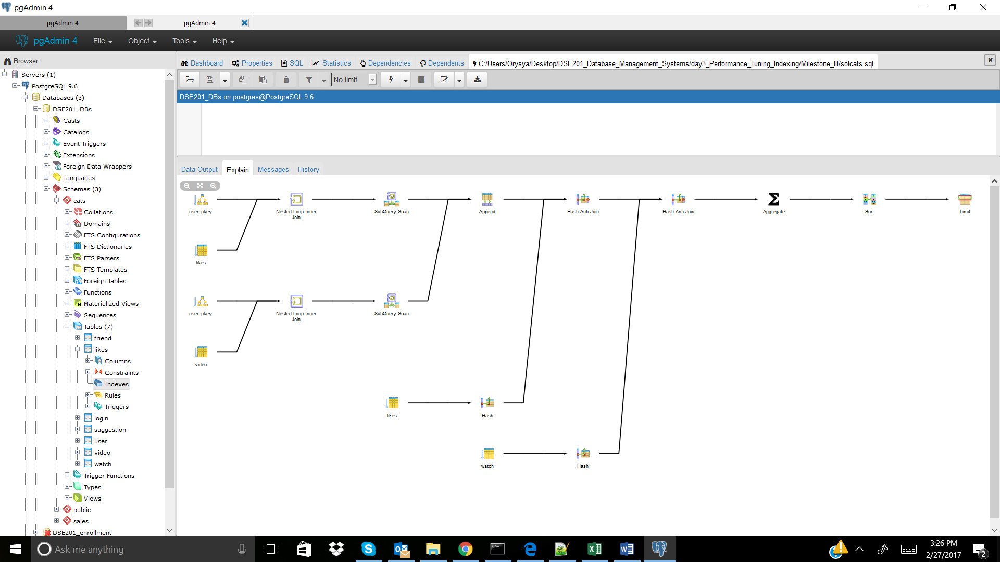 pgAdmin 4
pgAdmin 4
pgAdmin 4
pgAdmin 4
File
Object
Tools
Help
Browser
Servers (1)
PostgreSQL 9.6
Databases (3)
DSE201_DBs
Casts
Catalogs
Event Triggers
Extensions
Foreign Data Wrappers
Languages
Schemas (3)
cats
Collations
Domains
FTS Configurations
FTS Dictionaries
FTS Parsers
FTS Templates
Foreign Tables
Functions
Materialized Views
Sequences
Tables (7)
friend
likes
Columns
Constraints
Indexes
Rules
Triggers
login
suggestion
user
video
watch
Trigger Functions
Types
Views
public
sales
DSE201_enrollment
Dashboard
Properties
SQL
Statistics
Dependencies
Dependents
C:/Users/Orysya/Desktop/DSE201_Database_Management_Systems/day3_Performance_Tuning_Indexing/Milestone_III/solcats.sql
No limit
DSE201_DBs on postgres@PostgreSQL 9.6
Data Output
Explain
Messages
History
user_pkey
Nested Loop Inner
Join
SubQuery Scan
Append
Hash Anti Join
Hash Anti Join
Aggregate
Sort
Limit
likes
user_pkey
Nested Loop Inner
Join
SubQuery Scan
video
likes
Hash
watch
Hash
Ask me anything
3:26 PM
2/27/2017
2